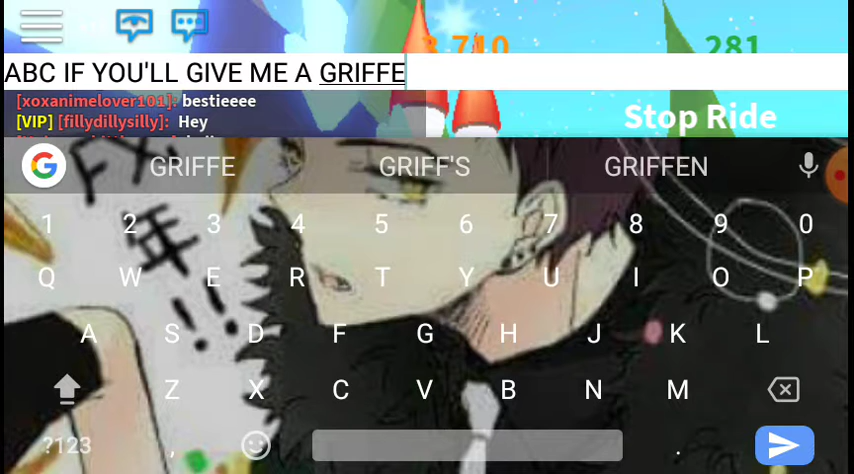 3,710
281
ABC IF YOU'LL GIVE ME A GRIFFE
[xoxanimelover101]: bestieeee
[VIP] [fillydillysilly]: Hey
Stop Ride
GRIFFE GRIFF'S GRIFFEN
年!!
1 2 3 4 5 6 7 8 9 0
Q W E R T Y U I O P
A S D F G H J K L
Z X C V B N M
?123 , .